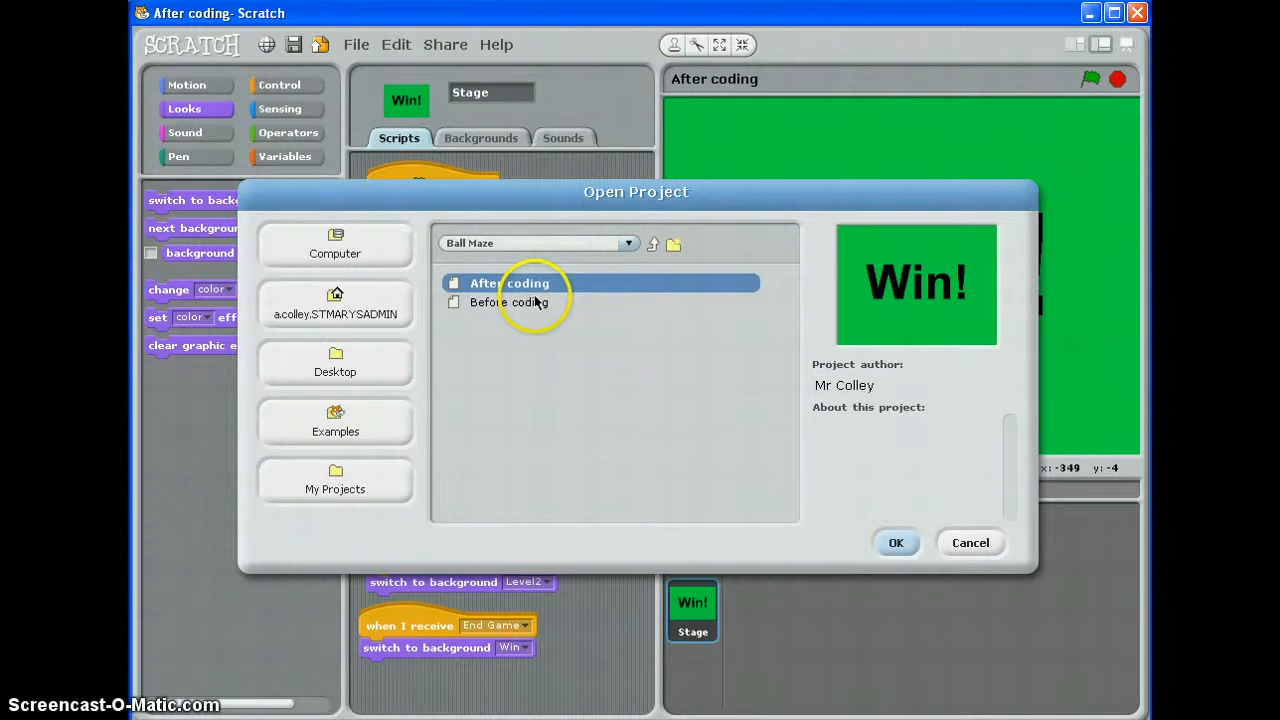 After coding- Scratch
SCRATCH File Edit Share Help
Motion Control
Looks Sensing
Sound Operators
Pen Variables
Win! Stage
Scripts Backgrounds Sounds
After coding
switch to
next
background
change color
set color
clear graphic
Open Project
Computer
a.colley.STMARYSADMIN
Desktop
Examples
My Projects
Ball Maze
After coding
Before coding
Win!
Project author:
Mr Colley
About this project:
OK Cancel
x: -349 y: -4
switch to background Level2
when I receive End Game
switch to background Win
Win!
Stage
Screencast-O-Matic.com